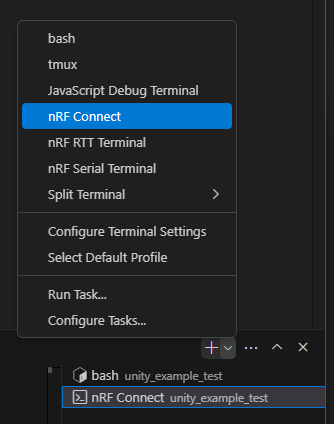 bash
tmux
JavaScript Debug Terminal
nRF Connect
nRF RTT Terminal
nRF Serial Terminal
Split Terminal
Configure Terminal Settings
Select Default Profile
Run Task...
Configure Tasks...
bash unity_example_test
nRF Connect unity_example_test